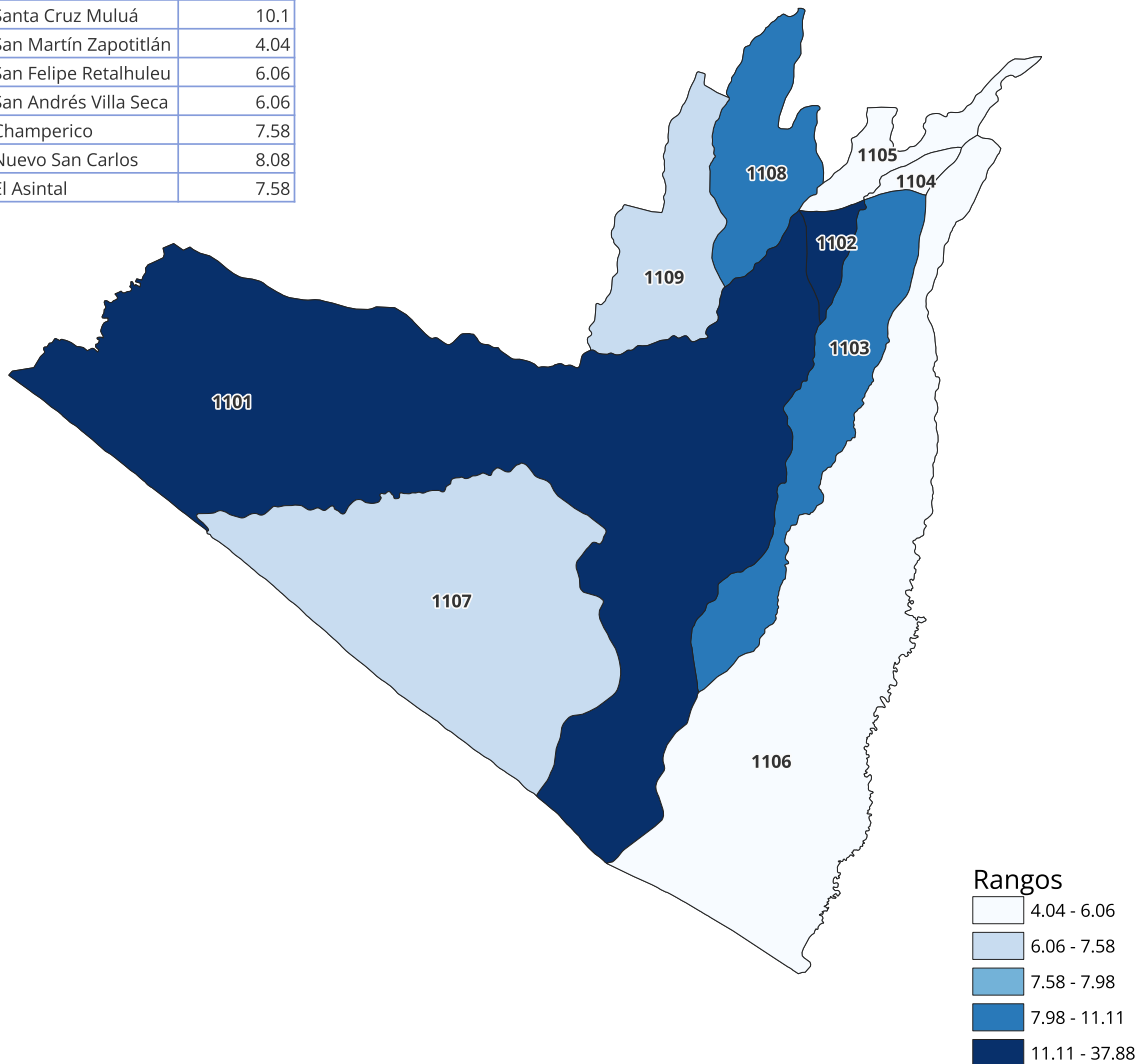 Santa Cruz Muluá 10.1
San Martín Zapotitlán 4.04
San Felipe Retalhuleu 6.06
San Andrés Villa Seca 6.06
Champerico 7.58
Nuevo San Carlos 8.08
El Asintal 7.58
1105
1108
1104
1102
1109
1103
1101
1107
1106
Rangos
4.04 - 6.06
6.06 - 7.58
7.58 - 7.98
7.98 - 11.11
11.11 - 37.88